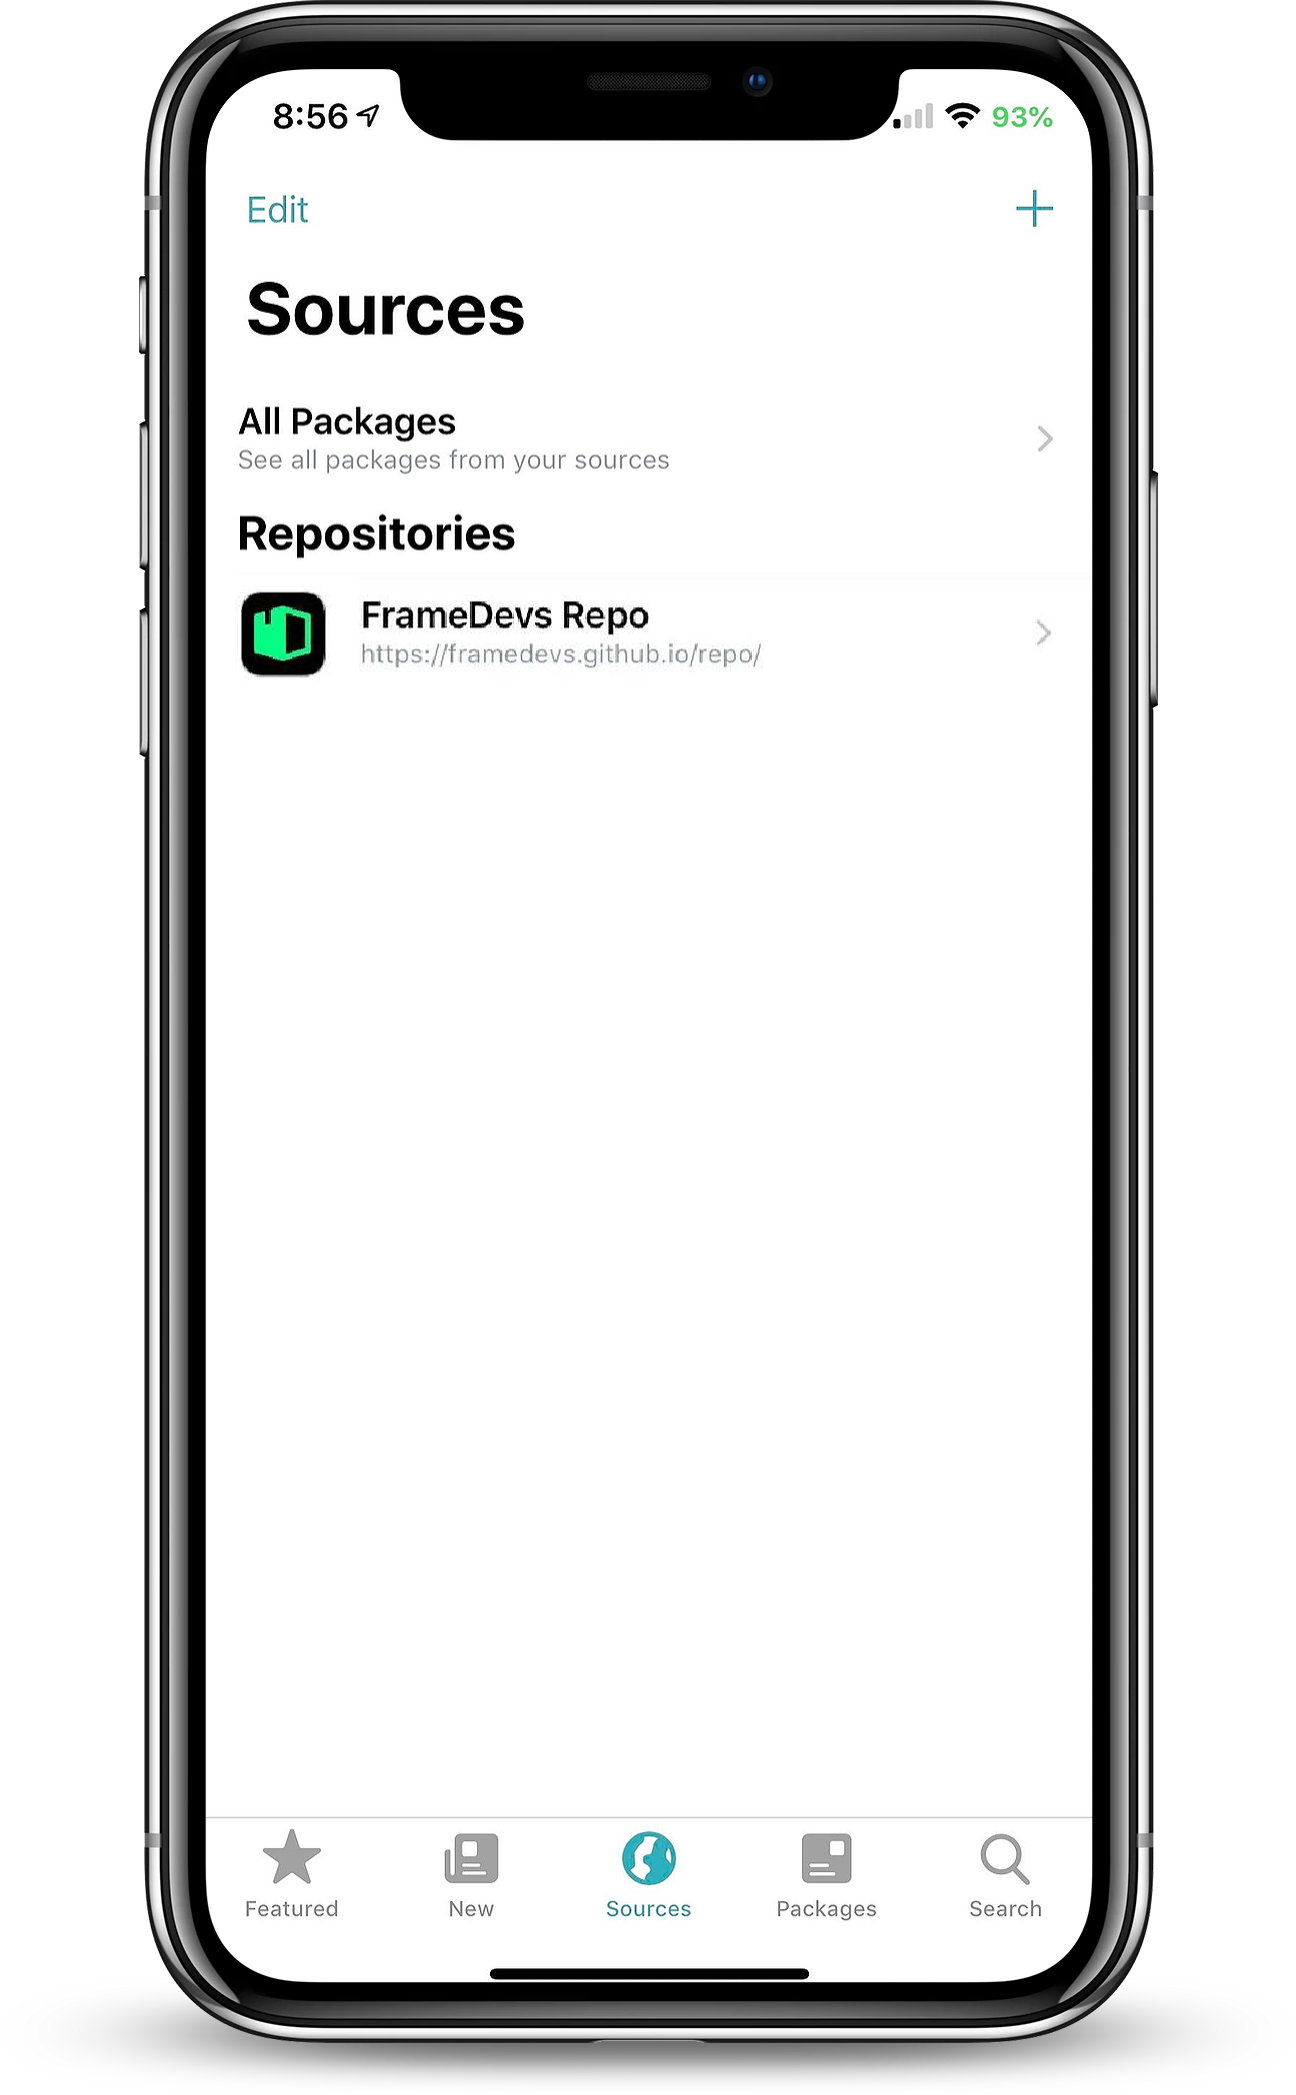 8:56
93%
Edit
Sources
All Packages
See all packages from your sources
Repositories
FrameDevs Repo
https://framedevs.github.io/repo/
Featured
New
Sources
Packages
Search